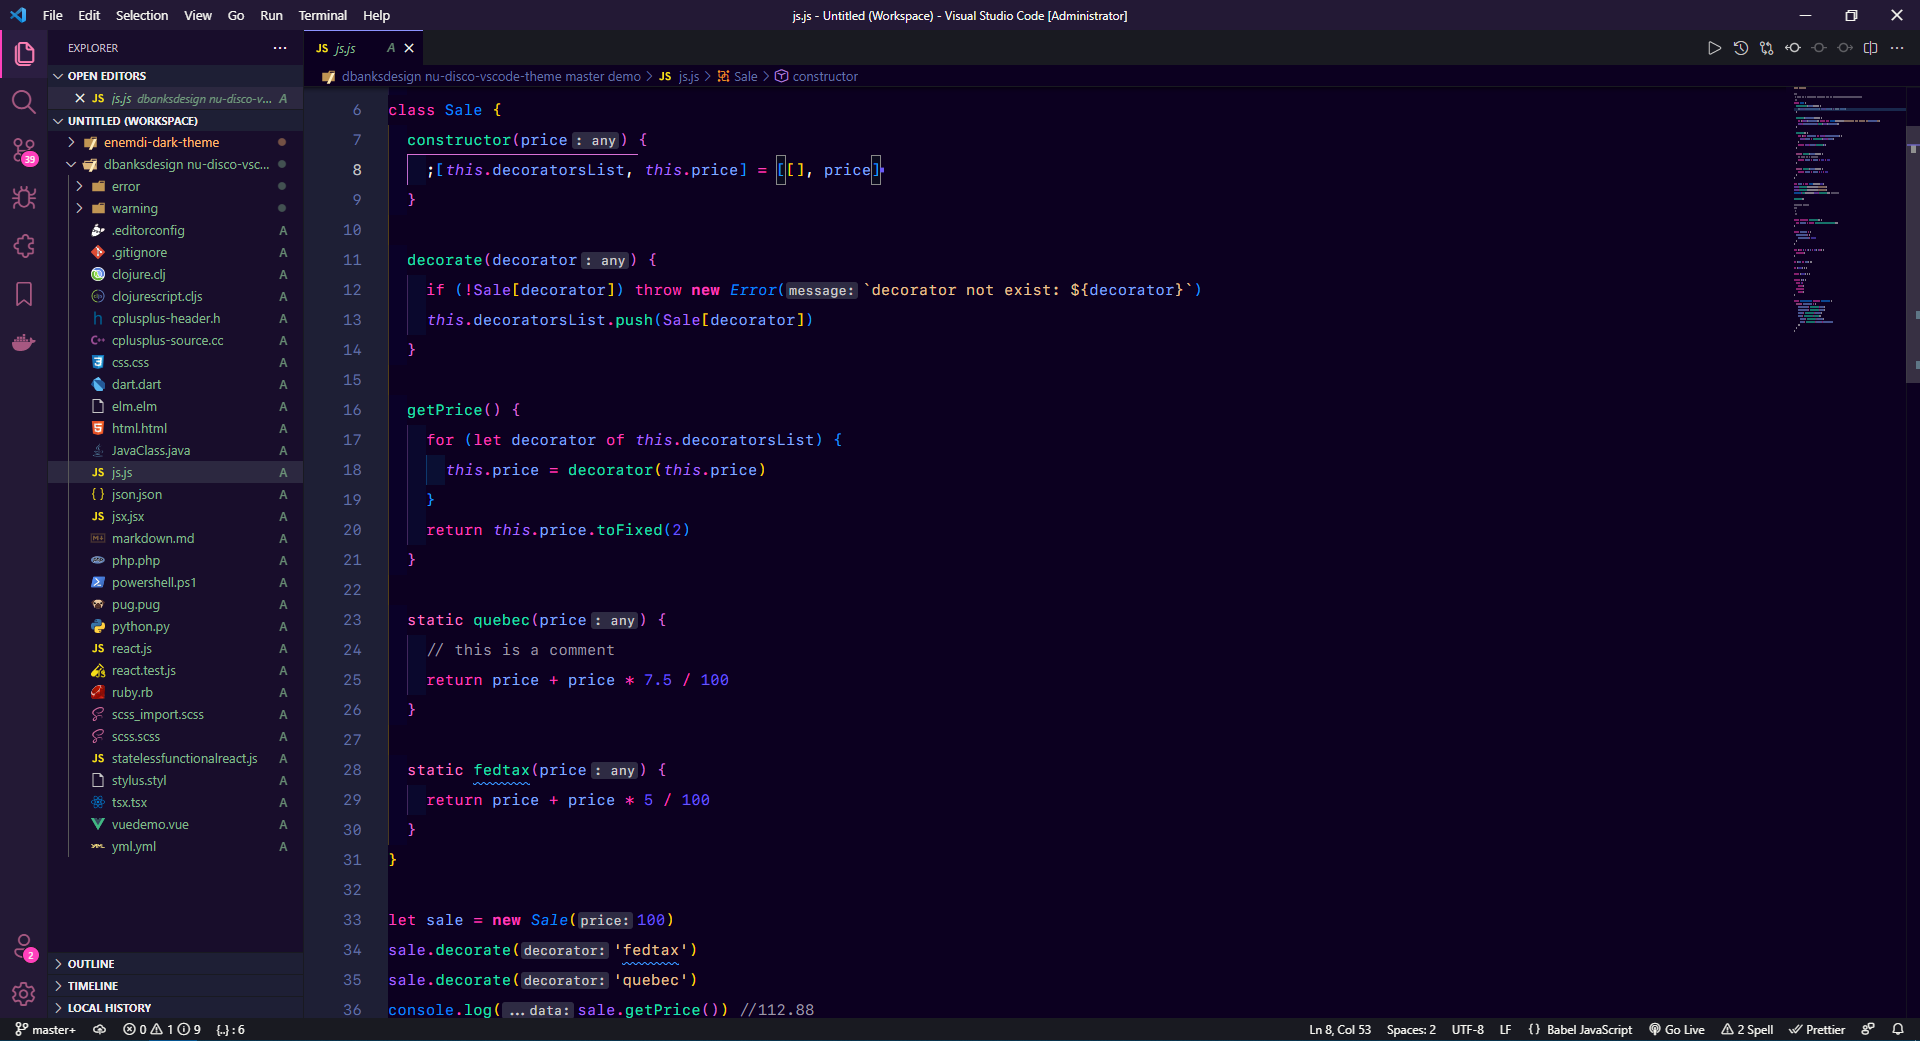 File Edit Selection View Go Run Terminal Help
js.js - Untitled (Workspace) - Visual Studio Code [Administrator]
EXPLORER
OPEN EDITORS
JS js.js dbanksdesign nu-disco-v... A
UNTITLED (WORKSPACE)
enemdi-dark-theme
dbanksdesign nu-disco-vsc...
error
warning
.editorconfig A
.gitignore A
clojure.clj A
clojurescript.cljs A
cplusplus-header.h A
cplusplus-source.cc A
css.css A
dart.dart A
elm.elm A
html.html A
JavaClass.java A
JS js.js A
json.json A
JS jsx.jsx A
markdown.md A
php.php A
powershell.ps1 A
pug.pug A
python.py A
JS react.js A
react.test.js A
ruby.rb A
scss_import.scss A
scss.scss A
JS statelessfunctionalreact.js A
stylus.styl A
tsx.tsx A
vuedemo.vue A
yml.yml A
OUTLINE
TIMELINE
LOCAL HISTORY
39
2
JS js.js A
dbanksdesign nu-disco-vscode-theme master demo > JS js.js > Sale > constructor
6 class Sale {
7 constructor(price : any) {
8 ;[this.decoratorsList, this.price] = [[], price]
9 }
10
11 decorate(decorator : any) {
12 if (!Sale[decorator]) throw new Error(message: `decorator not exist: ${decorator}`)
13 this.decoratorsList.push(Sale[decorator])
14 }
15
16 getPrice() {
17 for (let decorator of this.decoratorsList) {
18 this.price = decorator(this.price)
19 }
20 return this.price.toFixed(2)
21 }
22
23 static quebec(price : any) {
24 // this is a comment
25 return price + price * 7.5 / 100
26 }
27
28 static fedtax(price : any) {
29 return price + price * 5 / 100
30 }
31 }
32
33 let sale = new Sale(price: 100)
34 sale.decorate(decorator: 'fedtax')
35 sale.decorate(decorator: 'quebec')
36 console.log(...data: sale.getPrice()) //112.88
master+ 0 1 9 {..} : 6 Ln 8, Col 53 Spaces: 2 UTF-8 LF {} Babel JavaScript Go Live 2 Spell Prettier